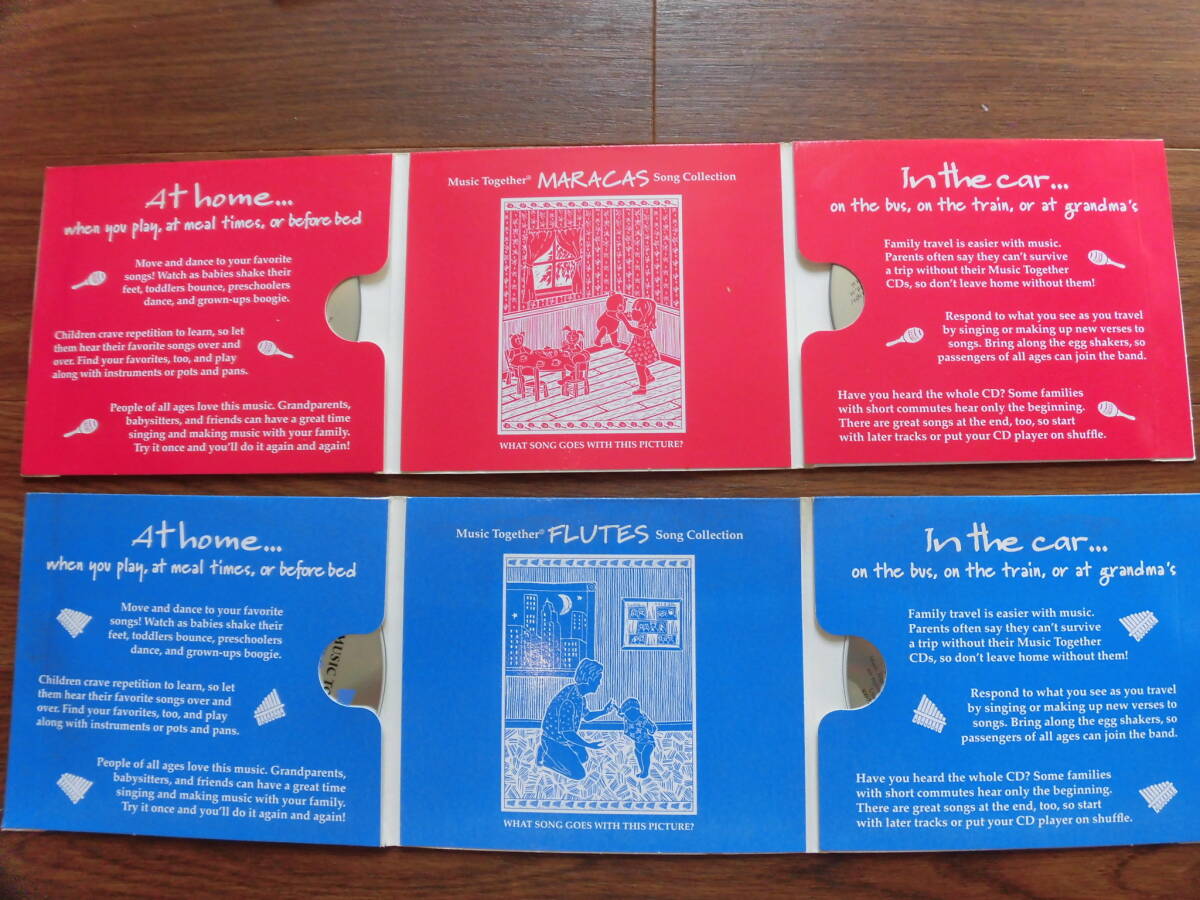 At home...
when you play, at meal times, or before bed
Move and dance to your favorite
songs! Watch as babies shake their
feet, toddlers bounce, preschoolers
dance, and grown-ups boogie.
Children crave repetition to learn, so let
them hear their favorite songs over and
over. Find your favorites, too, and play
along with instruments or pots and pans.
People of all ages love this music. Grandparents,
babysitters, and friends can have a great time
singing and making music with your family.
Try it once and you'll do it again and again!
Music Together® MARACAS Song Collection
WHAT SONG GOES WITH THIS PICTURE?
In the car...
on the bus, on the train, or at grandma's
Family travel is easier with music.
Parents often say they can't survive
a trip without their Music Together
CDs, so don't leave home without them!
Respond to what you see as you travel
by singing or making up new verses to
songs. Bring along the egg shakers, so
passengers of all ages can join the band.
Have you heard the whole CD? Some families
with short commutes hear only the beginning.
There are great songs at the end, too, so start
with later tracks or put your CD player on shuffle.
At home...
when you play, at meal times, or before bed
Move and dance to your favorite
songs! Watch as babies shake their
feet, toddlers bounce, preschoolers
dance, and grown-ups boogie.
Children crave repetition to learn, so let
them hear their favorite songs over and
over. Find your favorites, too, and play
along with instruments or pots and pans.
People of all ages love this music. Grandparents,
babysitters, and friends can have a great time
singing and making music with your family.
Try it once and you'll do it again and again!
MUSIC TO
Music Together® FLUTES Song Collection
WHAT SONG GOES WITH THIS PICTURE?
In the car...
on the bus, on the train, or at grandma's
Family travel is easier with music.
Parents often say they can't survive
a trip without their Music Together
CDs, so don't leave home without them!
Respond to what you see as you travel
by singing or making up new verses to
songs. Bring along the egg shakers, so
passengers of all ages can join the band.
Have you heard the whole CD? Some families
with short commutes hear only the beginning.
There are great songs at the end, too, so start
with later tracks or put your CD player on shuffle.